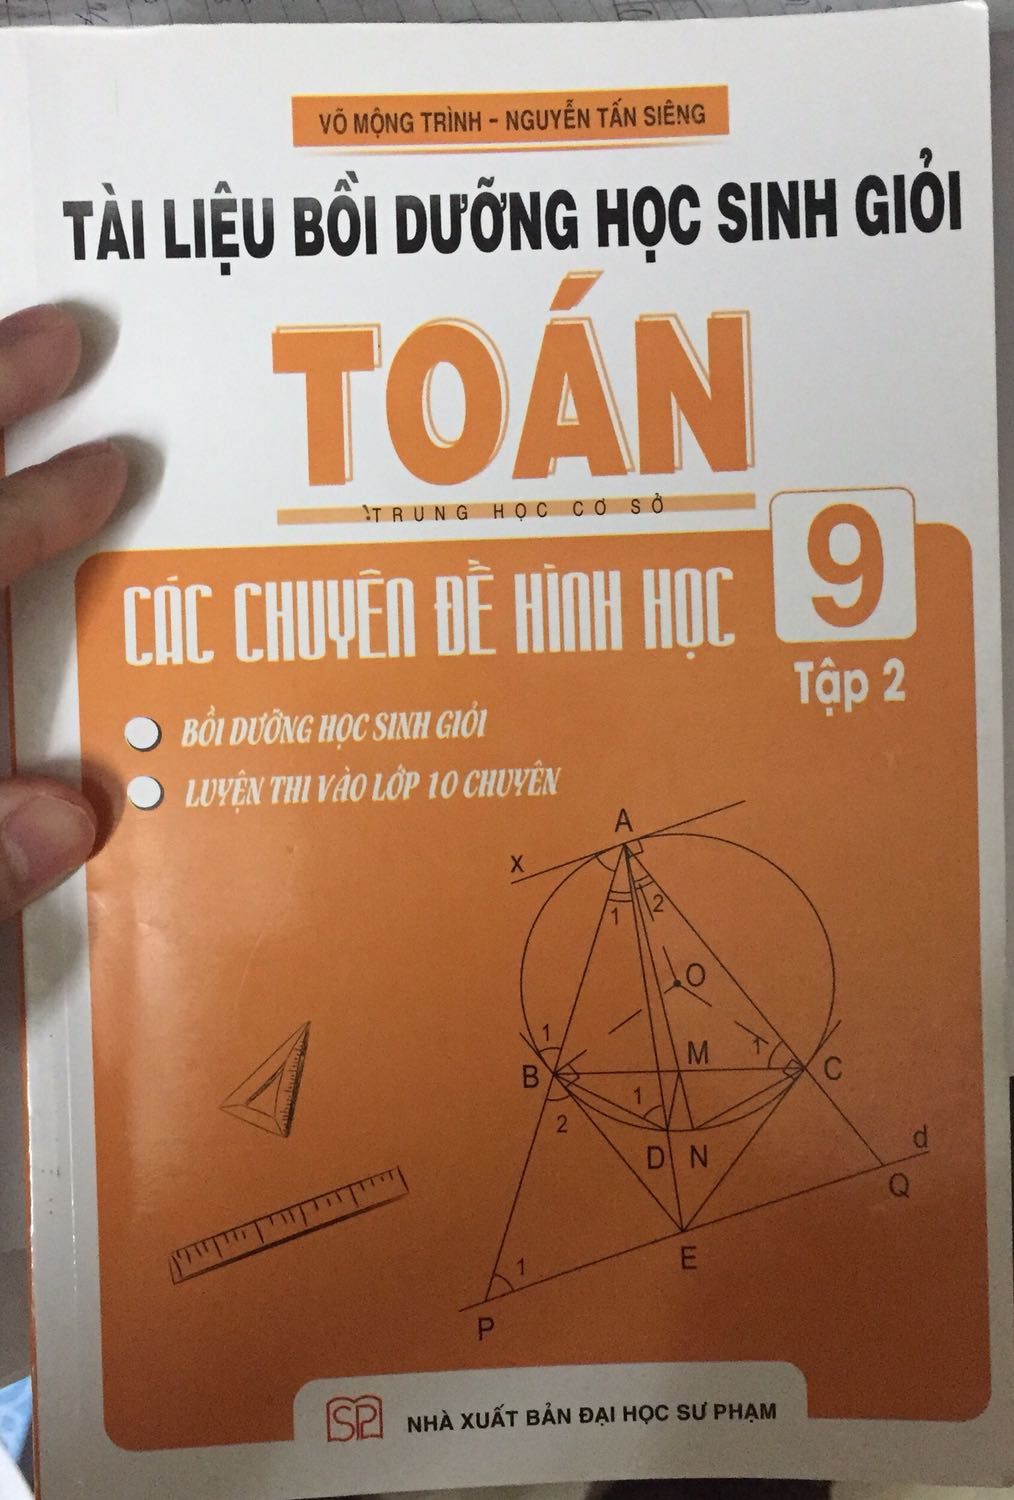 VÕ MỘNG TRÌNH - NGUYỄN TẤN SIÊNG
TÀI LIỆU BỒI DƯỠNG HỌC SINH GIỎI
TOÁN
TRUNG HỌC CƠ SỞ
9
CÁC CHUYÊN ĐỀ HÌNH HỌC
Tập 2
BỒI DƯỠNG HỌC SINH GIỎI
LUYỆN THI VÀO LỚP 10 CHUYÊN
A
x
1 2
O
1
M
1
B
C
1
2
D N
d
Q
E
1
P
SP
NHÀ XUẤT BẢN ĐẠI HỌC SƯ PHẠM